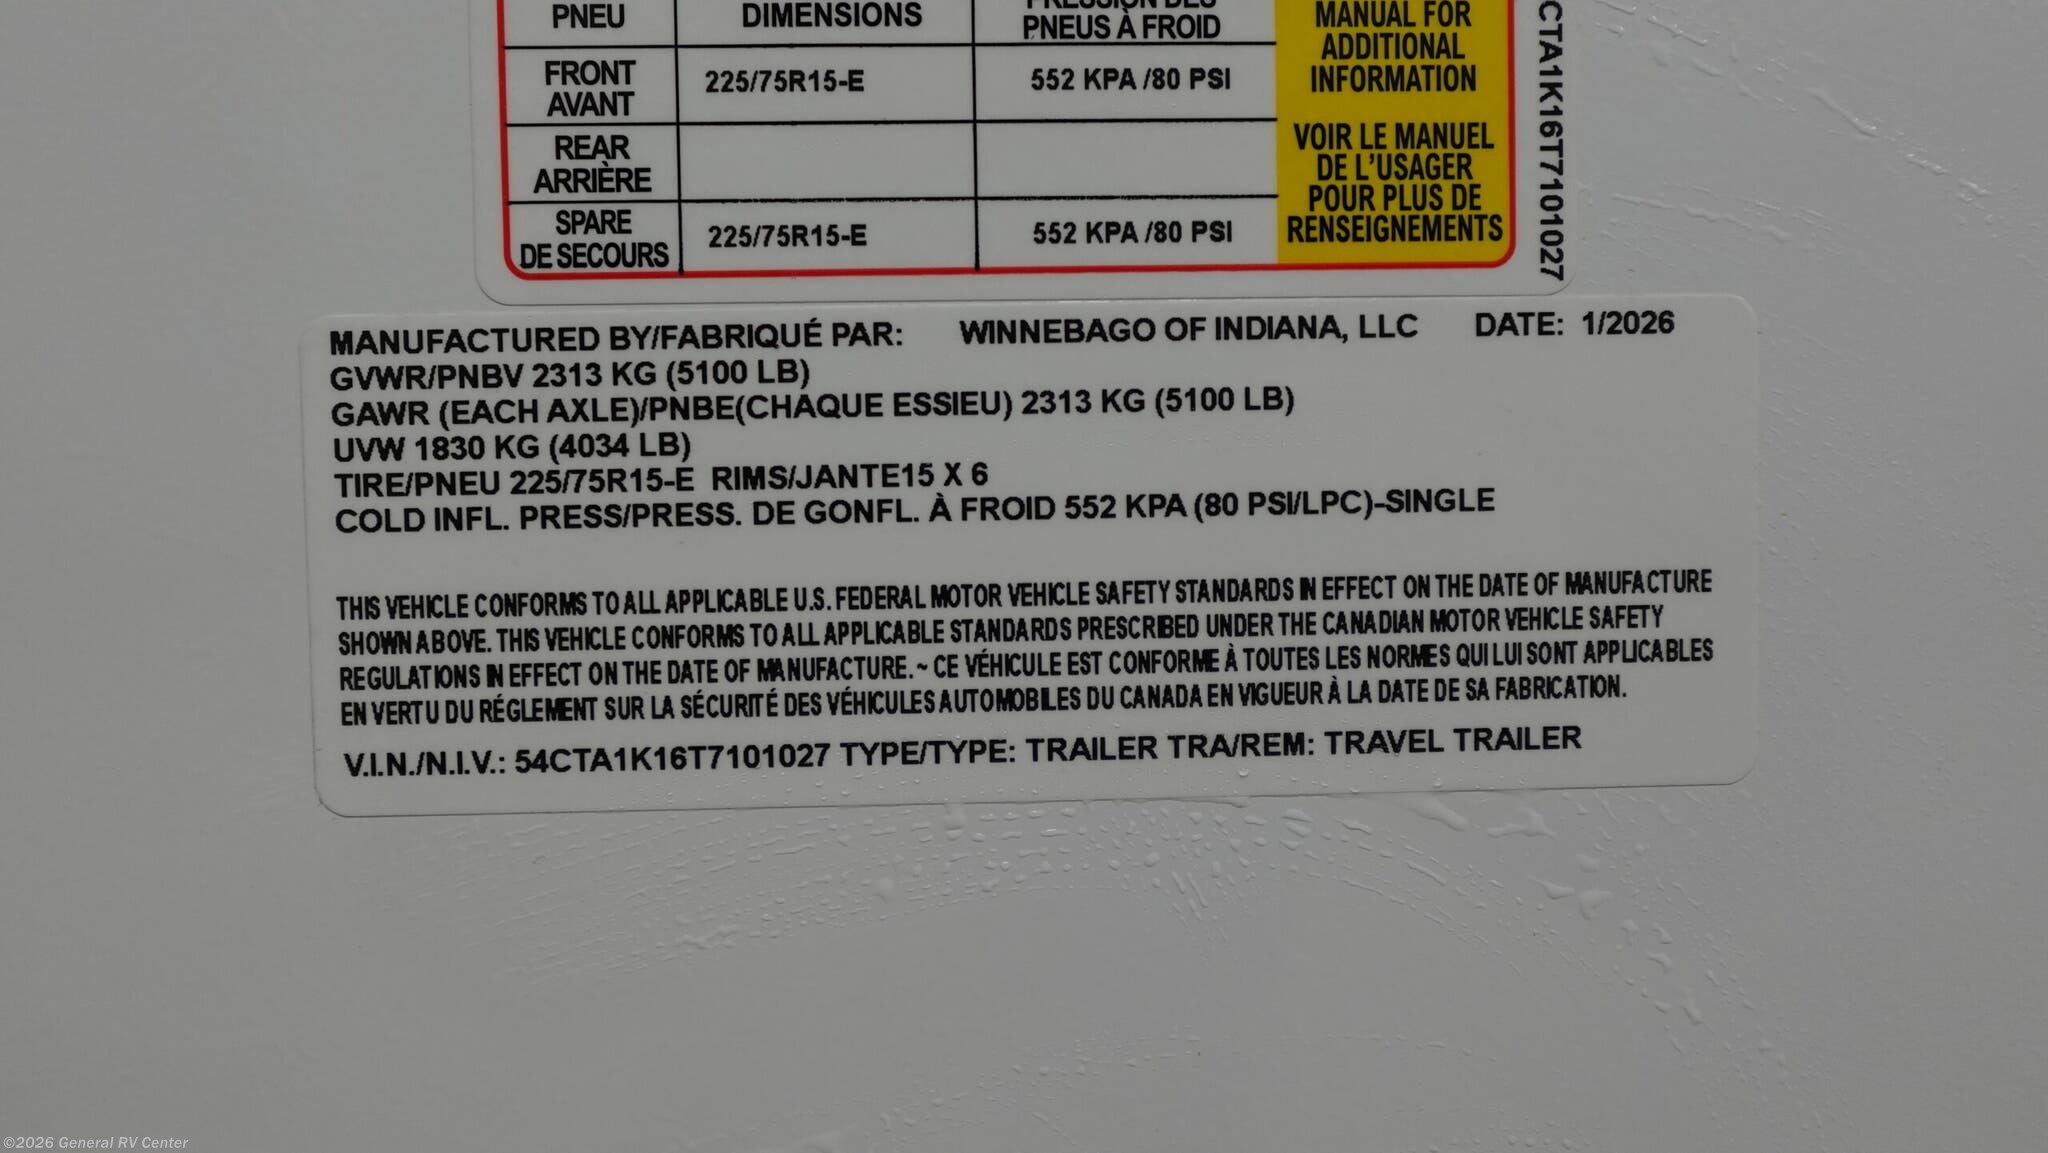 PNEU DIMENSIONS PRESSION DES
PNEUS À FROID
FRONT
AVANT
225/75R15-E
552 KPA /80 PSI
REAR
ARRIÈRE
SPARE
DE SECOURS
225/75R15-E
552 KPA /80 PSI
MANUAL FOR
ADDITIONAL
INFORMATION
VOIR LE MANUEL
DE L'USAGER
POUR PLUS DE
RENSEIGNEMENTS
CTA1K16T7101027
MANUFACTURED BY/FABRIQUÉ PAR: WINNEBAGO OF INDIANA, LLC DATE: 1/2026
GVWR/PNBV 2313 KG (5100 LB)
GAWR (EACH AXLE)/PNBE(CHAQUE ESSIEU) 2313 KG (5100 LB)
UVW 1830 KG (4034 LB)
TIRE/PNEU 225/75R15-E RIMS/JANTE15 X 6
COLD INFL. PRESS/PRESS. DE GONFL. À FROID 552 KPA (80 PSI/LPC)-SINGLE
THIS VEHICLE CONFORMS TO ALL APPLICABLE U.S. FEDERAL MOTOR VEHICLE SAFETY STANDARDS IN EFFECT ON THE DATE OF MANUFACTURE
SHOWN ABOVE. THIS VEHICLE CONFORMS TO ALL APPLICABLE STANDARDS PRESCRIBED UNDER THE CANADIAN MOTOR VEHICLE SAFETY
REGULATIONS IN EFFECT ON THE DATE OF MANUFACTURE. ~ CE VÉHICULE EST CONFORME À TOUTES LES NORMES QUI LUI SONT APPLICABLES
EN VERTU DU RÉGLEMENT SUR LA SÉCURITÉ DES VÉHICULES AUTOMOBILES DU CANADA EN VIGUEUR À LA DATE DE SA FABRICATION.
V.I.N./N.I.V.: 54CTA1K16T7101027 TYPE/TYPE: TRAILER TRA/REM: TRAVEL TRAILER
©2026 General RV Center